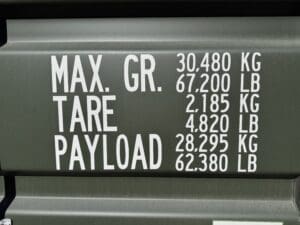 MAX. GR. 30,480 KG
67,200 LB
TARE 2,185 KG
4,820 LB
PAYLOAD 28,295 KG
62,380 LB